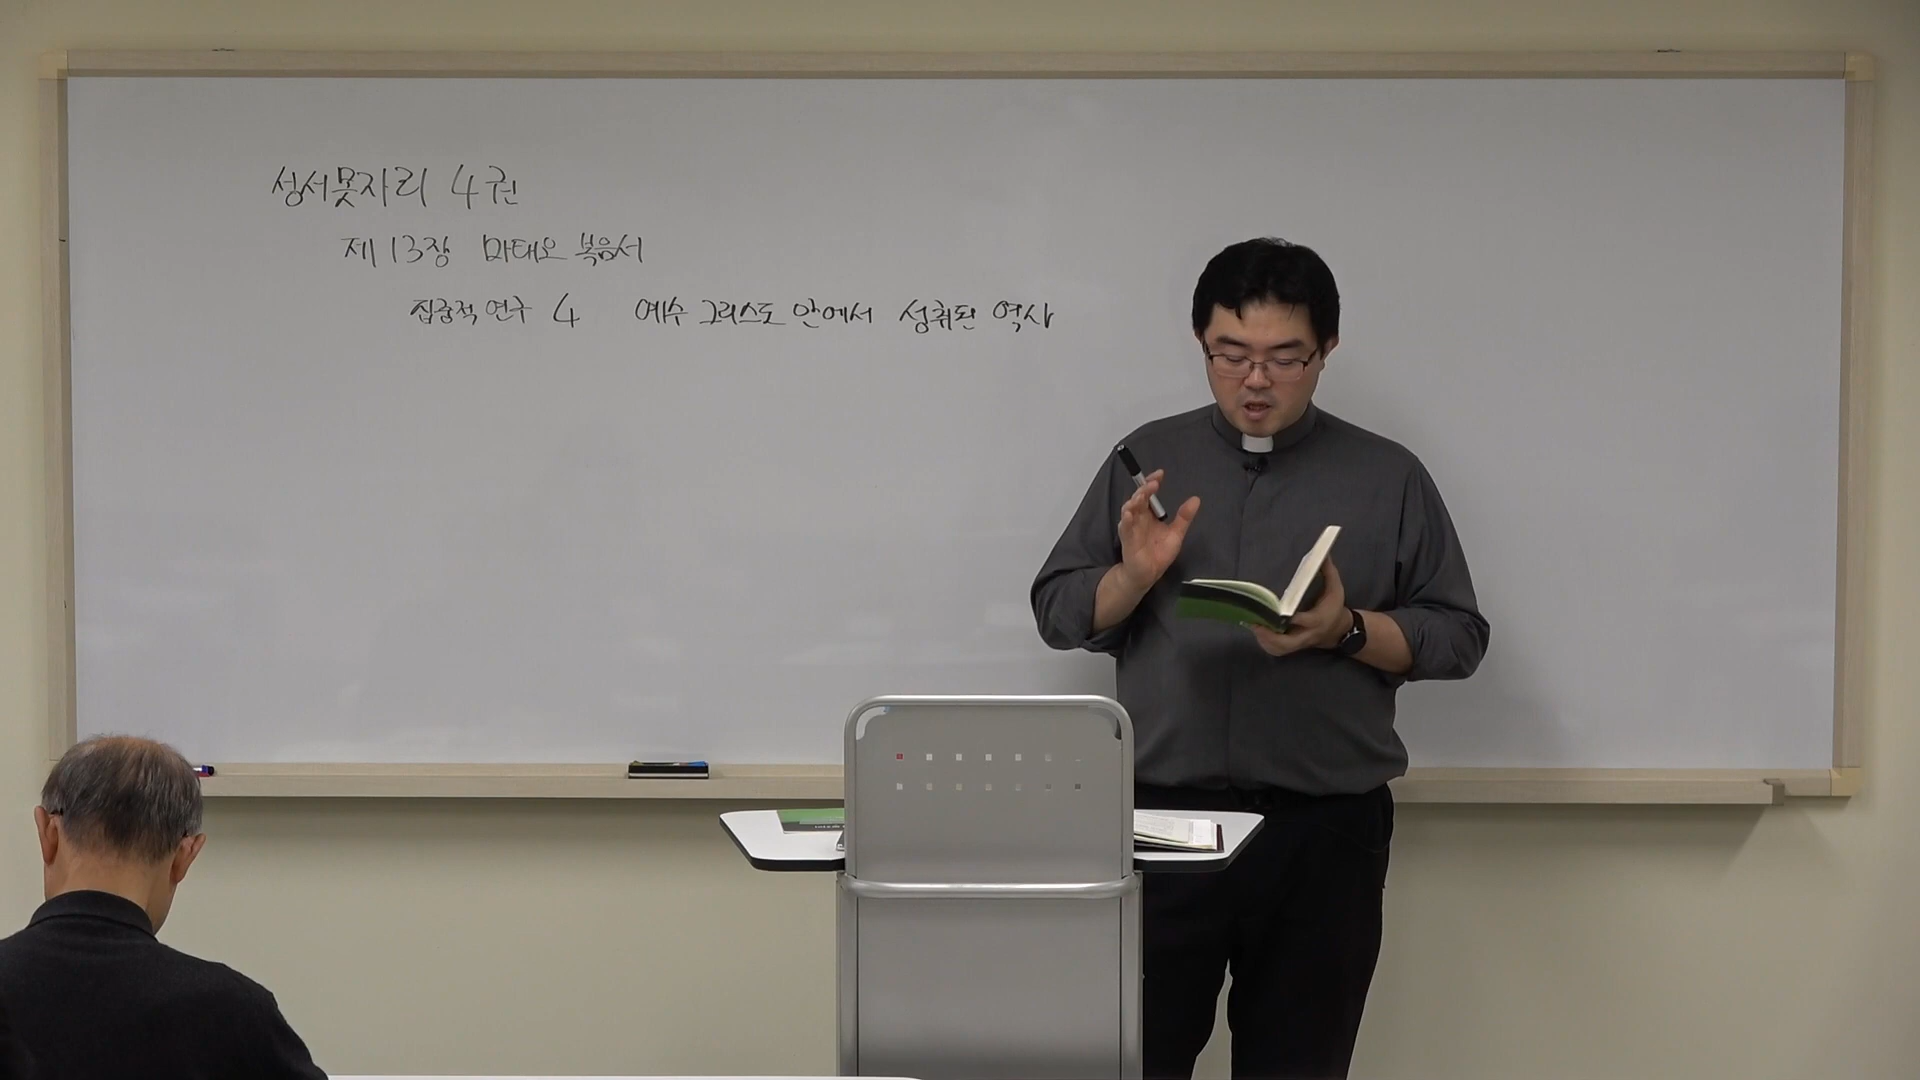 성서못자리 4권
제13장 마태오 복음서
집중적 연구 4 예수 그리스도 안에서 성취된 역사